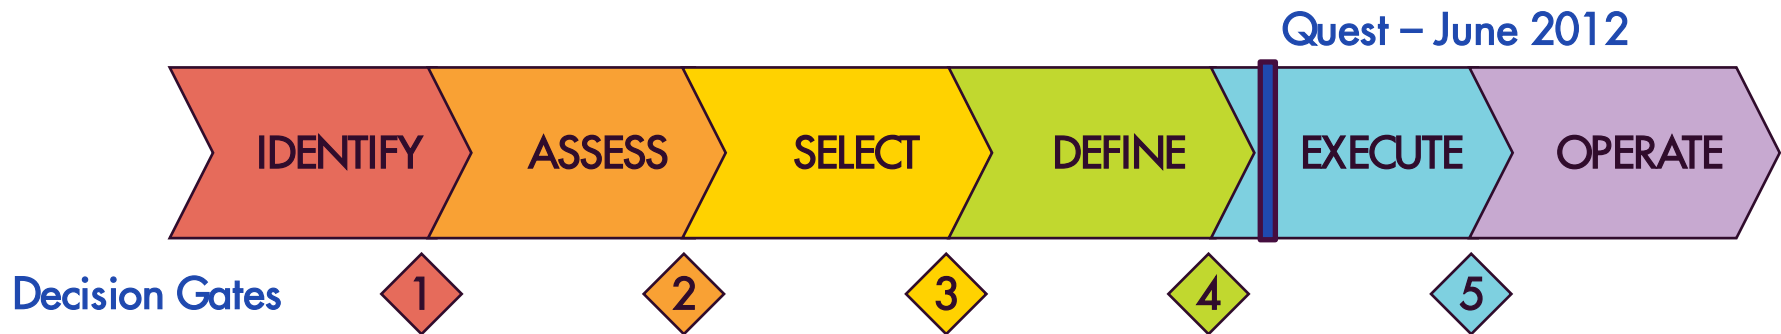 Quest – June 2012
IDENTIFY ASSESS SELECT DEFINE EXECUTE OPERATE
Decision Gates 1 2 3 4 5